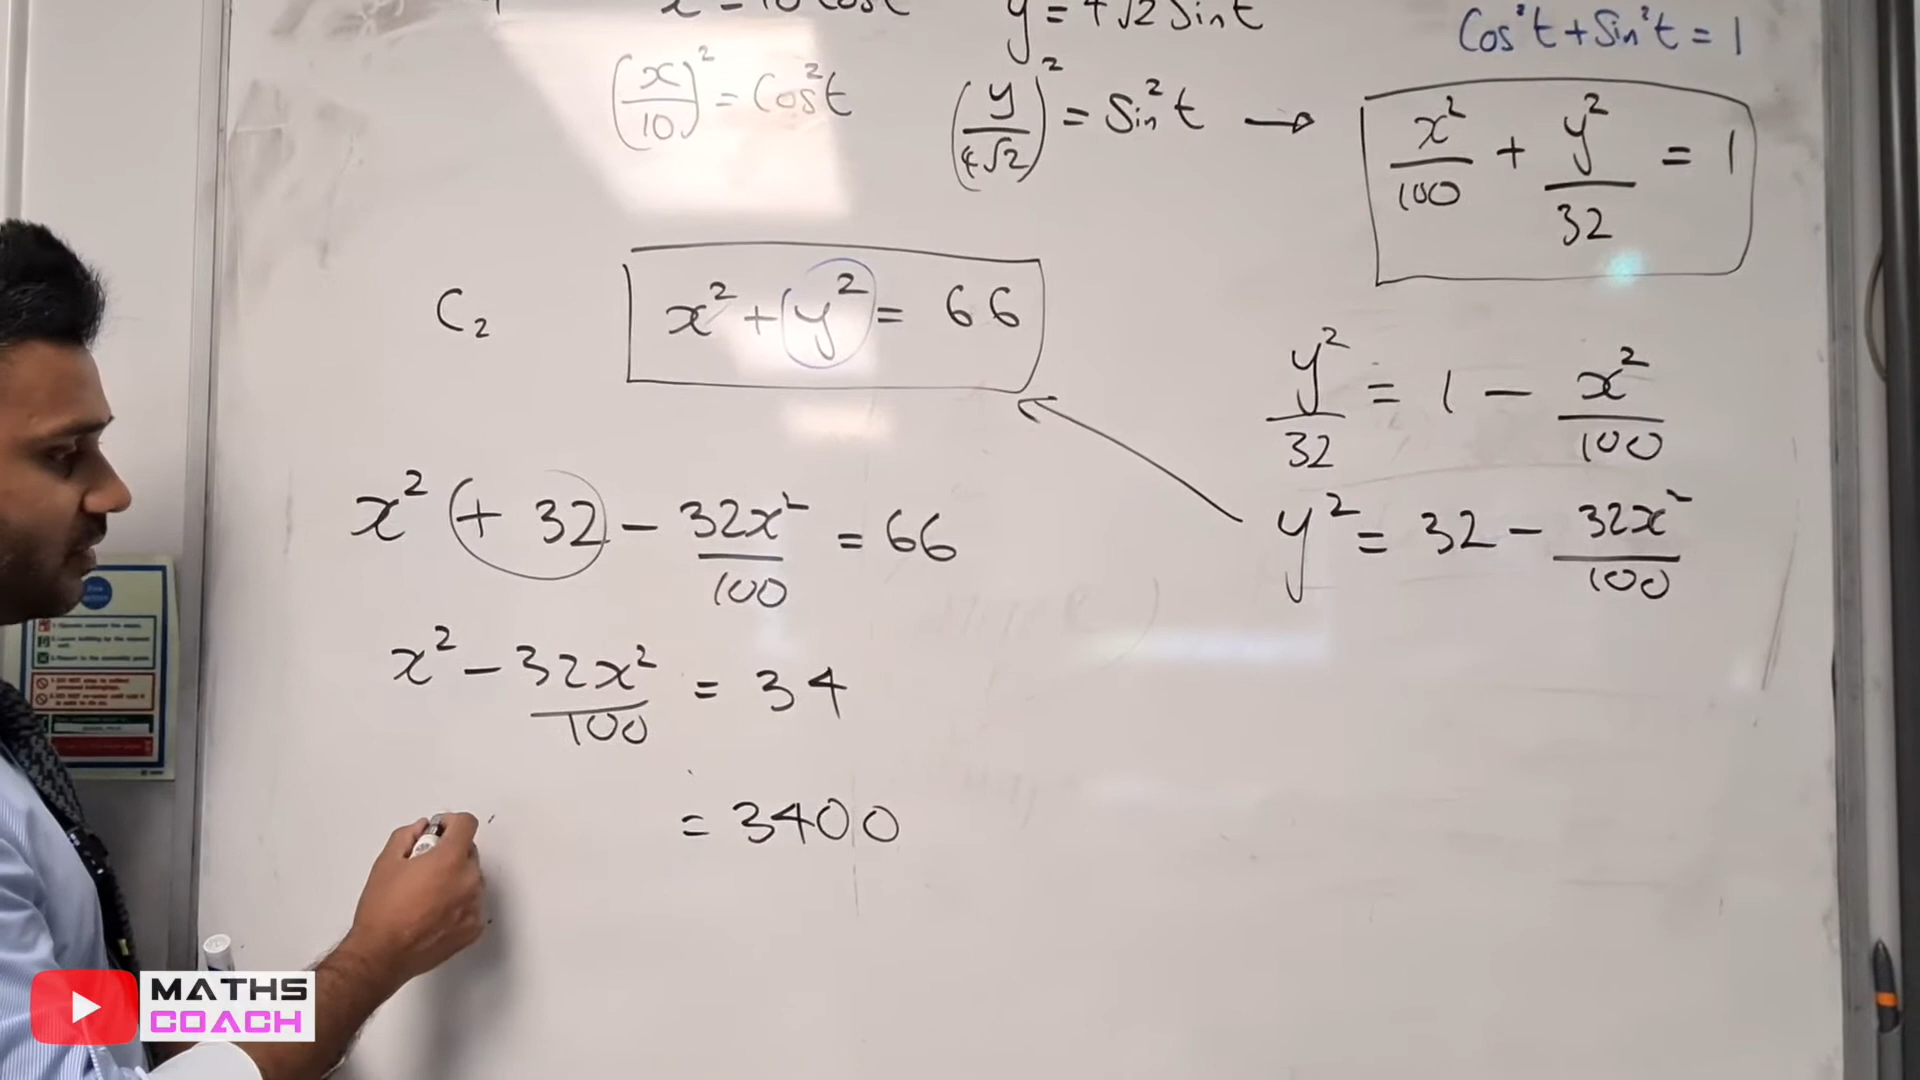 x = 10 cos t
y = 4√2 Sin t
Cos²t + Sin²t = 1
(x/10)² = Cos²t
(y/4√2)² = Sin²t →
x²/100 + y²/32 = 1
C₂
x² + y² = 66
y²/32 = 1 - x²/100
x² + 32 - 32x²/100 = 66
y² = 32 - 32x²/100
x² - 32x²/100 = 34
= 3400
MATHS
COACH